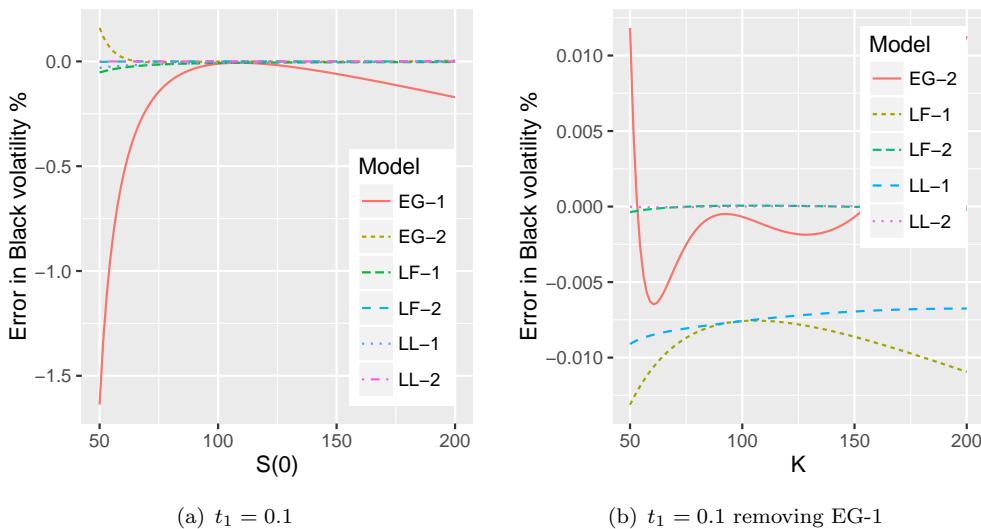 Error in Black volatility %
0.0
−0.5
−1.0
−1.5
50
100
150
200
S(0)
Model
EG−1
EG−2
LF−1
LF−2
LL−1
LL−2
(a) t1 = 0.1
Error in Black volatility %
0.010
0.005
0.000
−0.005
−0.010
50
100
150
200
K
Model
EG−2
LF−1
LF−2
LL−1
LL−2
(b) t1 = 0.1 removing EG-1